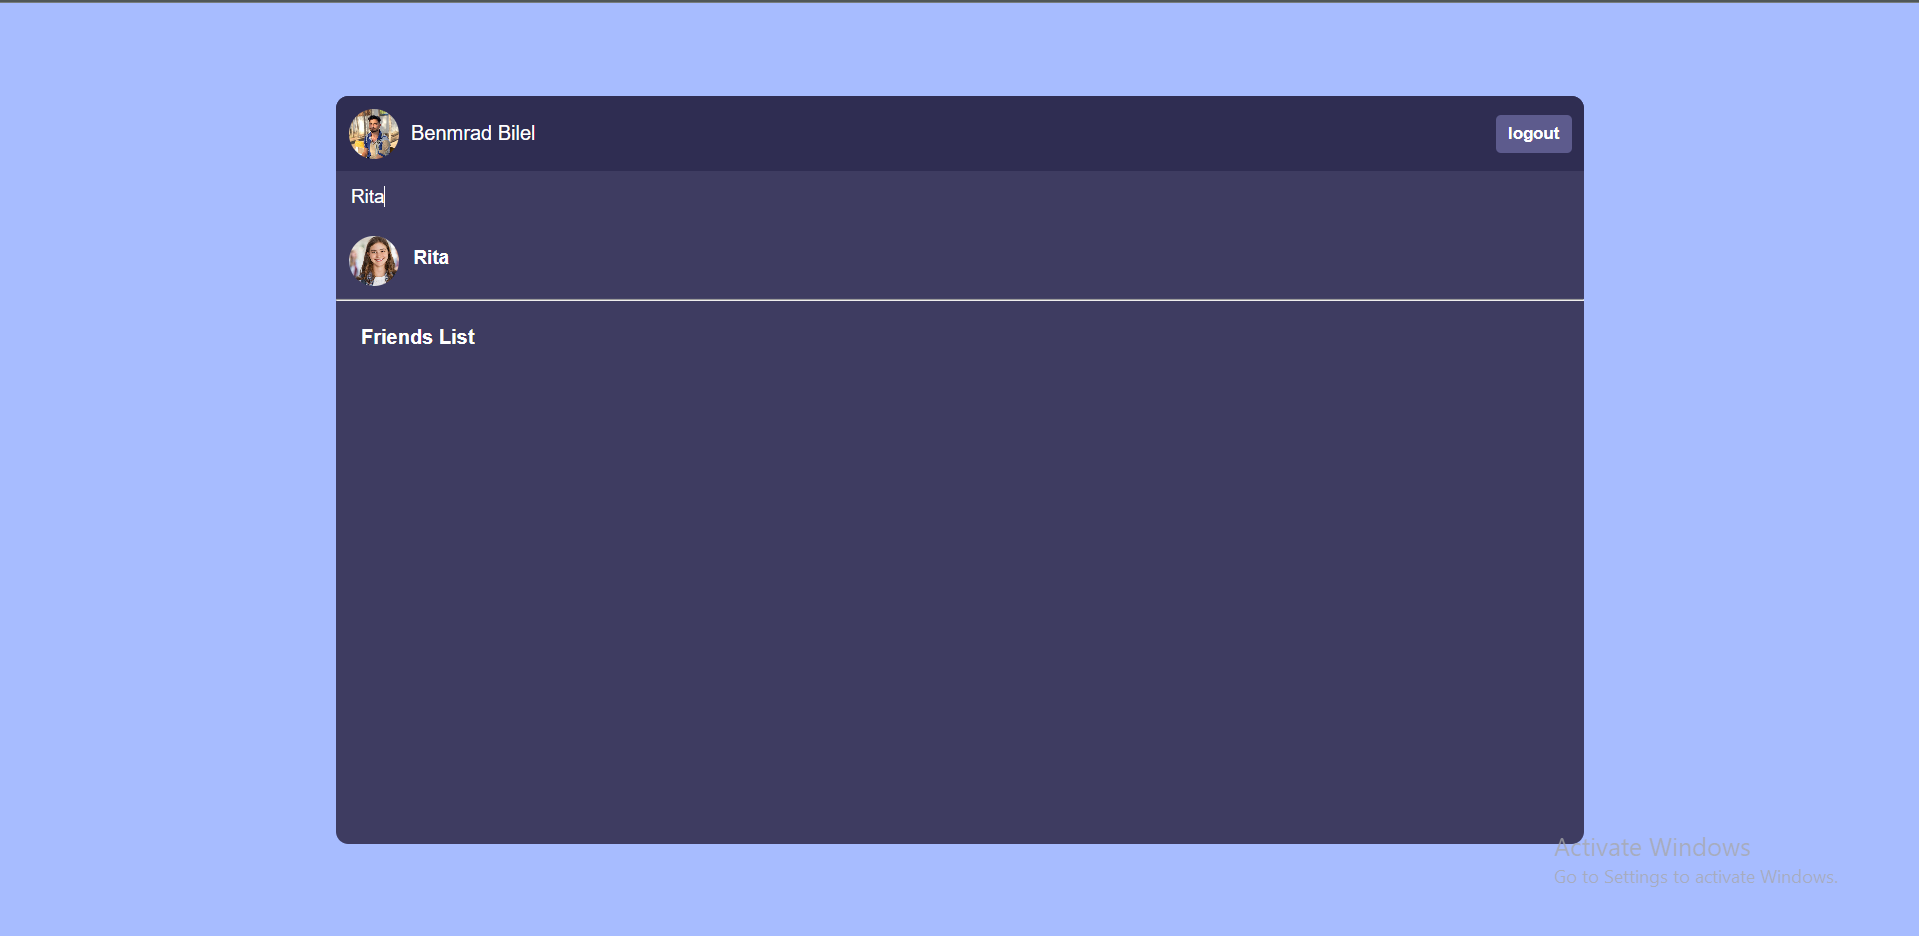 Benmrad Bilel
logout
Rita
Rita
Friends List
Activate Windows
Go to Settings to activate Windows.